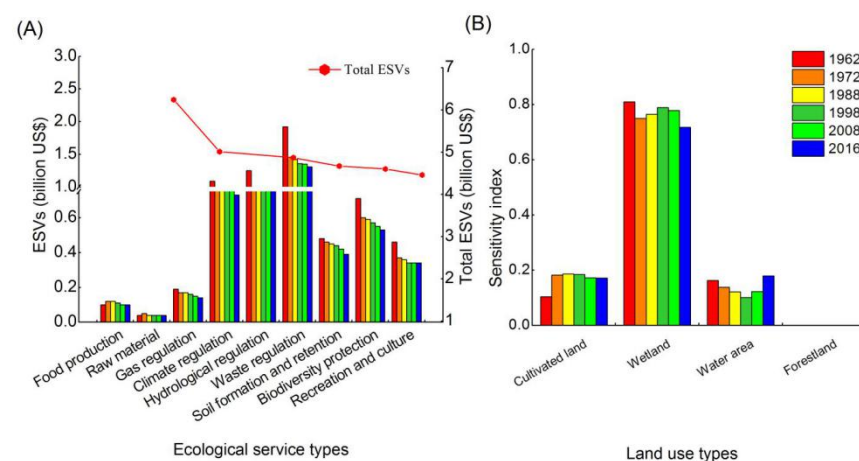 (A)
3.0
2.5
2.0
1.5
1.0
0.6
0.4
0.2
0.0
ESVs (billion US$)
Total ESVs
7
6
5
4
3
2
1
Total ESVs (billion US$)
Food production
Raw material
Gas regulation
Climate regulation
Hydrological regulation
Waste regulation
Soil formation and retention
Biodiversity protection
Recreation and culture
Ecological service types
(B)
1.0
0.8
0.6
0.4
0.2
0.0
Sensitivity index
1962
1972
1988
1998
2008
2016
Cultivated land
Wetland
Water area
Forestland
Land use types